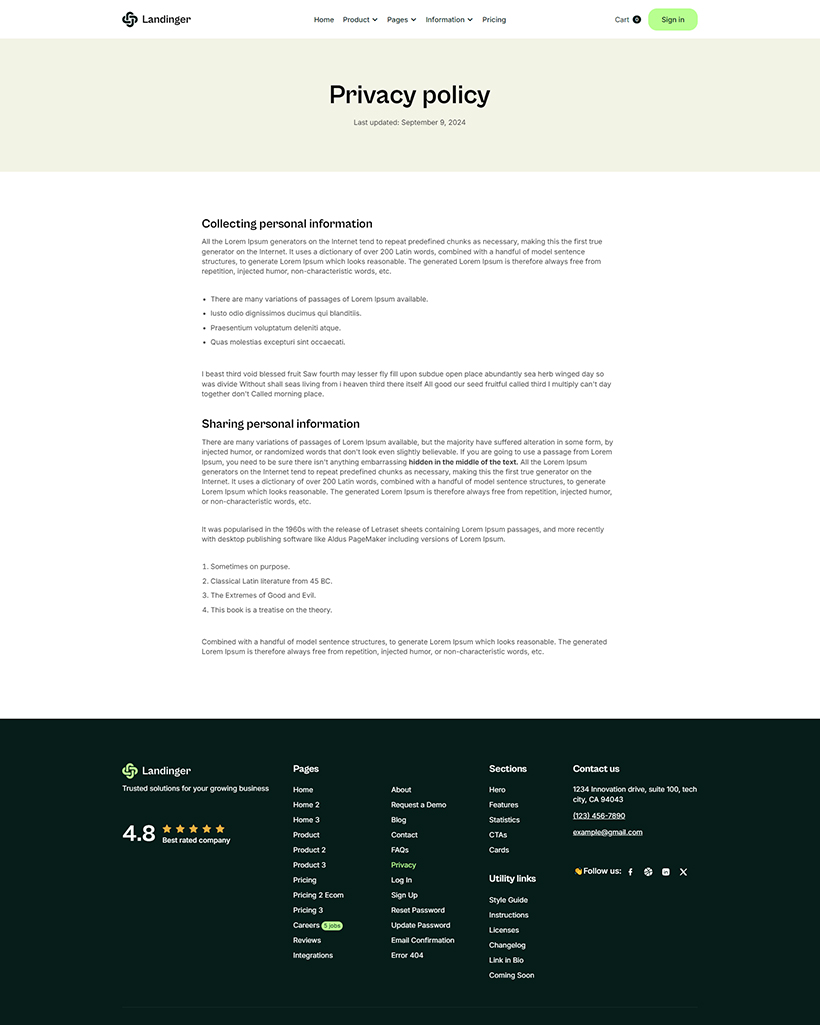 Landinger
Home Product Pages Information Pricing
Cart 0 Sign in
Privacy policy
Last updated: September 9, 2024
Collecting personal information
All the Lorem Ipsum generators on the Internet tend to repeat predefined chunks as necessary, making this the first true
generator on the Internet. It uses a dictionary of over 200 Latin words, combined with a handful of model sentence
structures, to generate Lorem Ipsum which looks reasonable. The generated Lorem Ipsum is therefore always free from
repetition, injected humor, non-characteristic words, etc.
• There are many variations of passages of Lorem Ipsum available.
• Iusto odio dignissimos ducimus qui blanditiis.
• Praesentium voluptatum deleniti atque.
• Quas molestias excepturi sint occaecati.
I beast third void blessed fruit Saw fourth may lesser fly fill upon subdue open place abundantly sea herb winged day so
was divide Without shall seas living from i heaven third there itself All good our seed fruitful called third I multiply can't day
together don't Called morning place.
Sharing personal information
There are many variations of passages of Lorem Ipsum available, but the majority have suffered alteration in some form, by
injected humor, or randomized words that don't look even slightly believable. If you are going to use a passage from Lorem
Ipsum, you need to be sure there isn't anything embarrassing hidden in the middle of the text. All the Lorem Ipsum
generators on the Internet tend to repeat predefined chunks as necessary, making this the first true generator on the
Internet. It uses a dictionary of over 200 Latin words, combined with a handful of model sentence structures, to generate
Lorem Ipsum which looks reasonable. The generated Lorem Ipsum is therefore always free from repetition, injected humor,
or non-characteristic words, etc.
It was popularised in the 1960s with the release of Letraset sheets containing Lorem Ipsum passages, and more recently
with desktop publishing software like Aldus PageMaker including versions of Lorem Ipsum.
1. Sometimes on purpose.
2. Classical Latin literature from 45 BC.
3. The Extremes of Good and Evil.
4. This book is a treatise on the theory.
Combined with a handful of model sentence structures, to generate Lorem Ipsum which looks reasonable. The generated
Lorem Ipsum is therefore always free from repetition, injected humor, or non-characteristic words, etc.
Landinger
Trusted solutions for your growing business
4.8
Best rated company
Pages
Home
Home 2
Home 3
Product
Product 2
Product 3
Pricing
Pricing 2 Ecom
Pricing 3
Careers 5 jobs
Reviews
Integrations
About
Request a Demo
Blog
Contact
FAQs
Privacy
Log In
Sign Up
Reset Password
Update Password
Email Confirmation
Error 404
Sections
Hero
Features
Statistics
CTAs
Cards
Utility links
Style Guide
Instructions
Licenses
Changelog
Link in Bio
Coming Soon
Contact us
1234 Innovation drive, suite 100, tech
city, CA 94043
(123) 456-7890
example@gmail.com
👋Follow us: